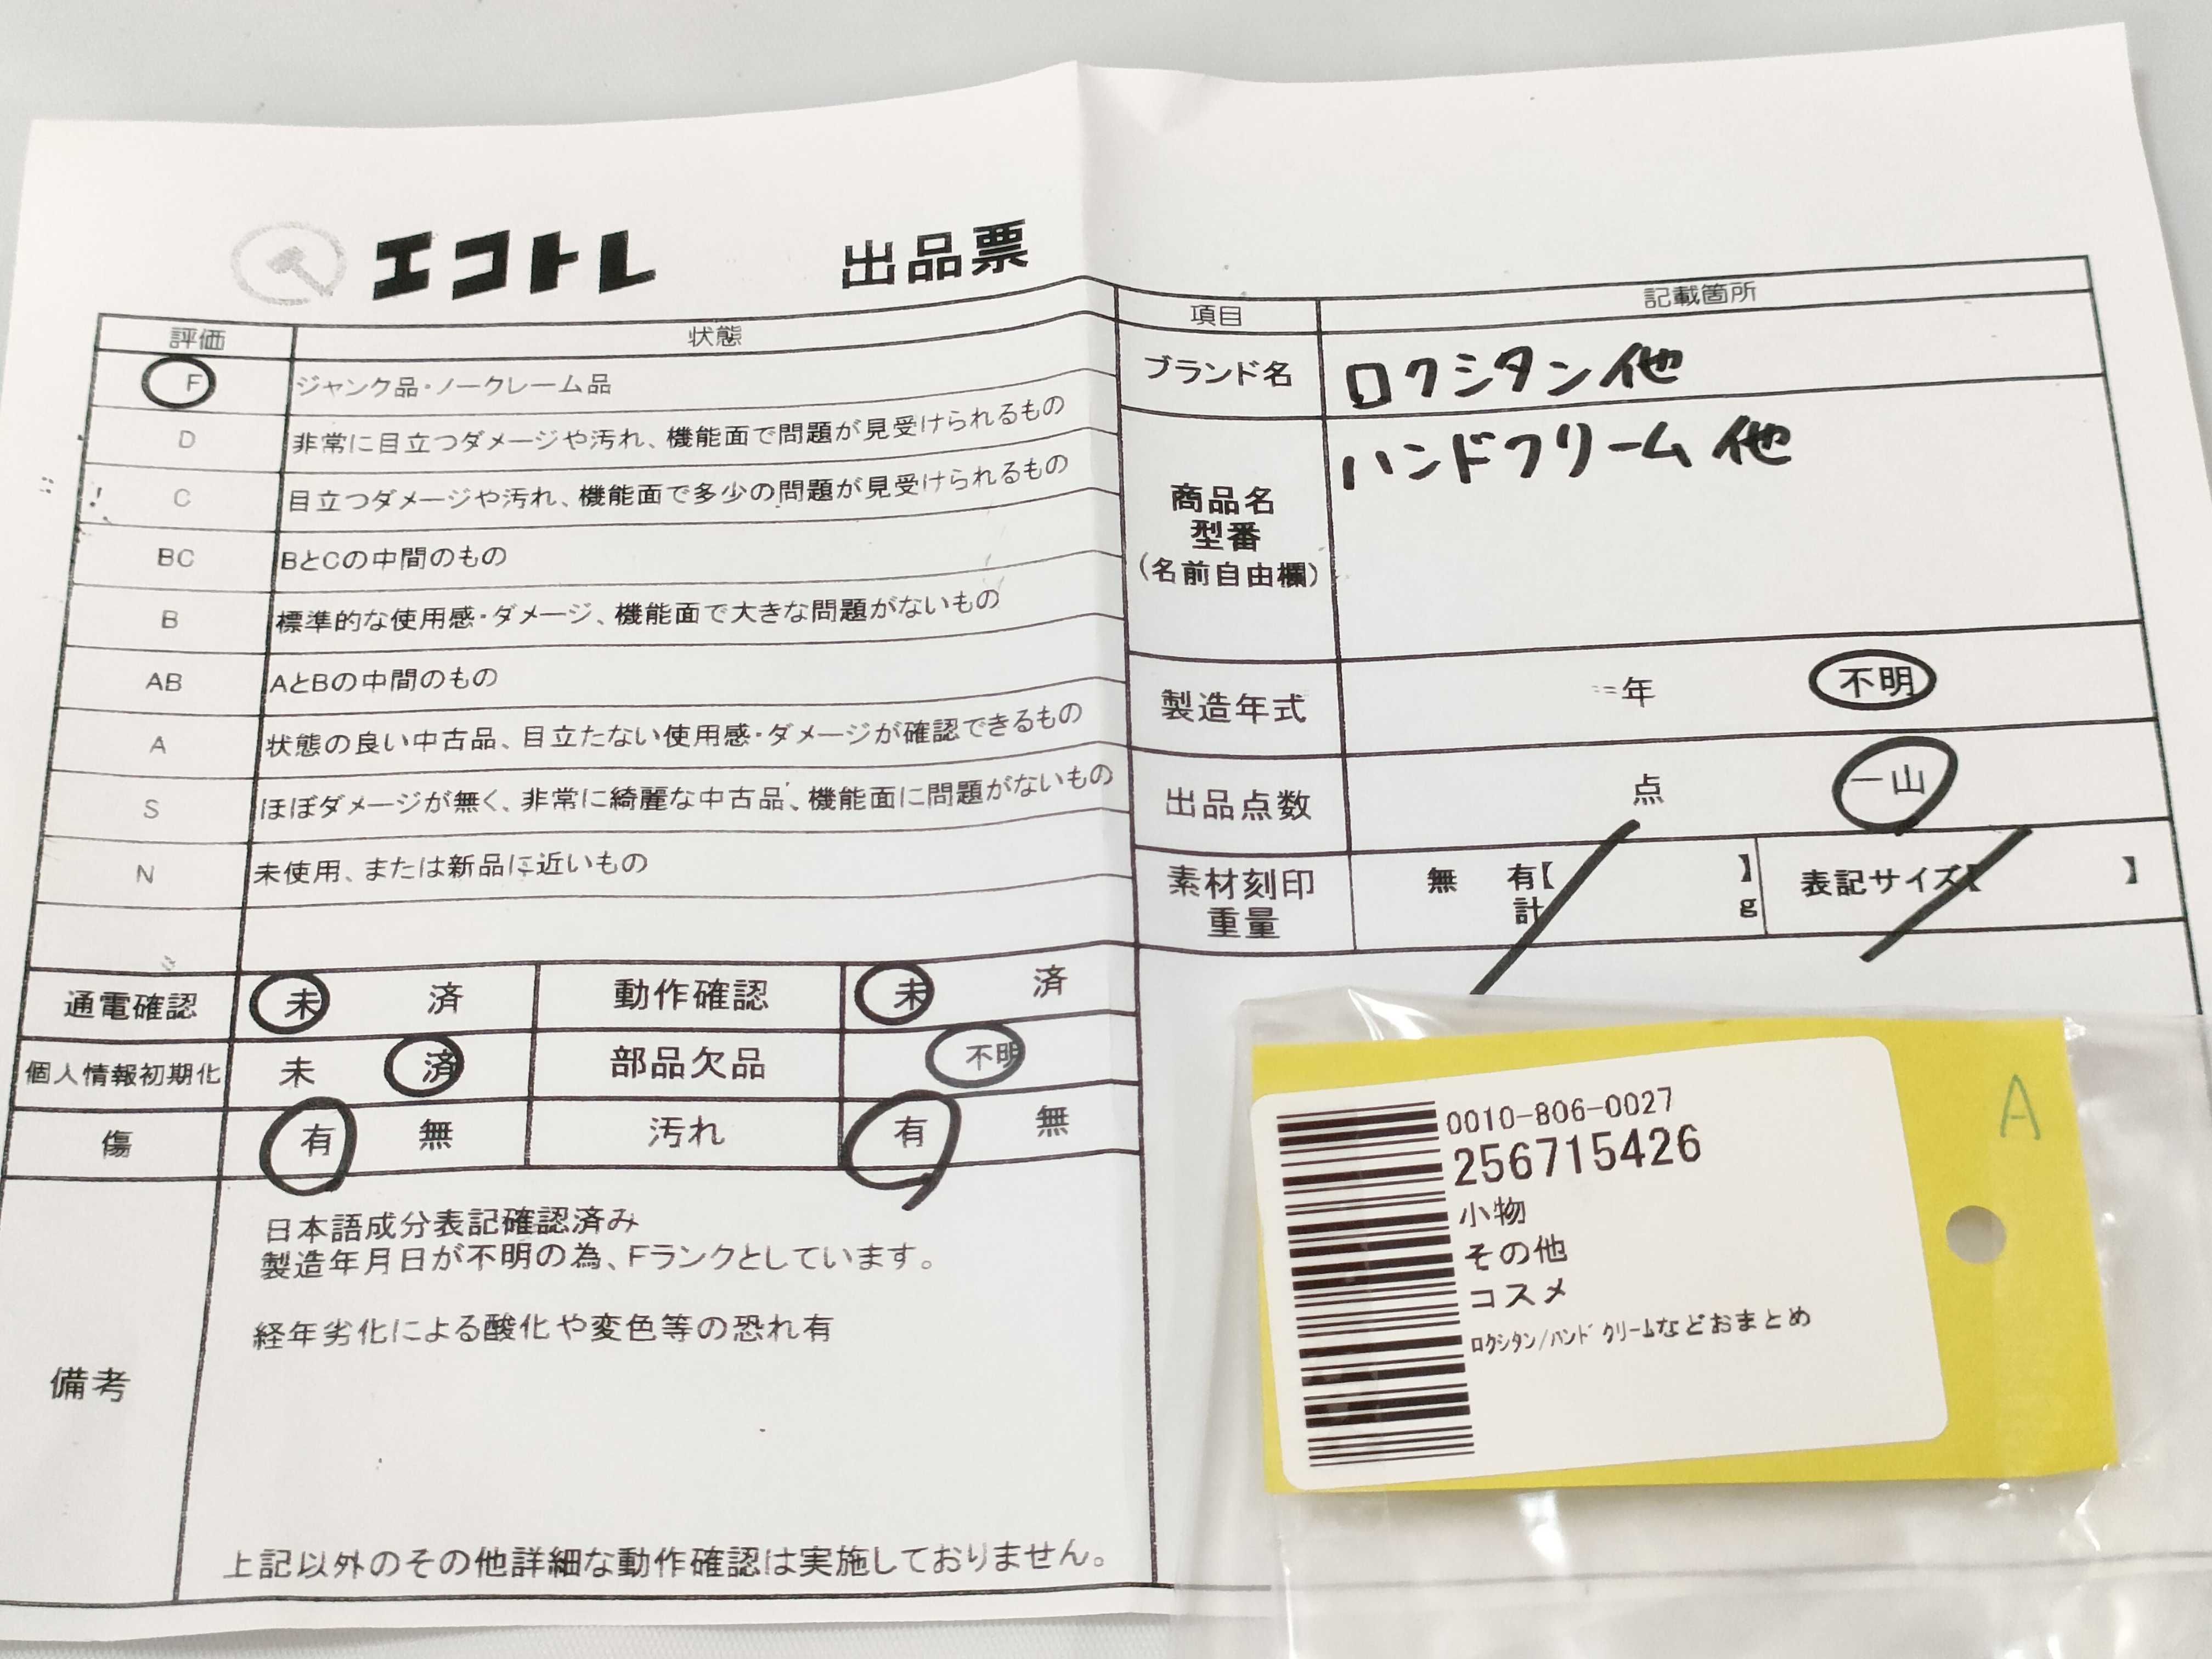 エコトレ 出品票
評価 状態
F ジャンク品・ノークレーム品
D 非常に目立つダメージや汚れ、機能面で問題が見受けられるもの
C 目立つダメージや汚れ、機能面で多少の問題が見受けられるもの
BC BとCの中間のもの
B 標準的な使用感・ダメージ、機能面で大きな問題がないもの
AB AとBの中間のもの
A 状態の良い中古品、目立たない使用感・ダメージが確認できるもの
S ほぼダメージが無く、非常に綺麗な中古品、機能面に問題がないもの
N 未使用、または新品に近いもの
通電確認 未 済 動作確認 未 済
個人情報初期化 未 済 部品欠品 不明
傷 有 無 汚れ 有 無
備考
日本語成分表記確認済み
製造年月日が不明の為、Fランクとしています。
経年劣化による酸化や変色等の恐れ有
上記以外のその他詳細な動作確認は実施しておりません。
項目 記載箇所
ブランド名 ロクシタン他
商品名
型番
(名前自由欄)
ハンドクリーム他
製造年式 年 不明
出品点数 点 一山
素材刻印 無 有【 】 表記サイズ【 】
重量 計 g
A
0010-806-0027
256715426
小物
その他
コスメ
ﾛｸｼﾀﾝ/ﾊﾝﾄﾞｸﾘｰﾑなどおまとめ